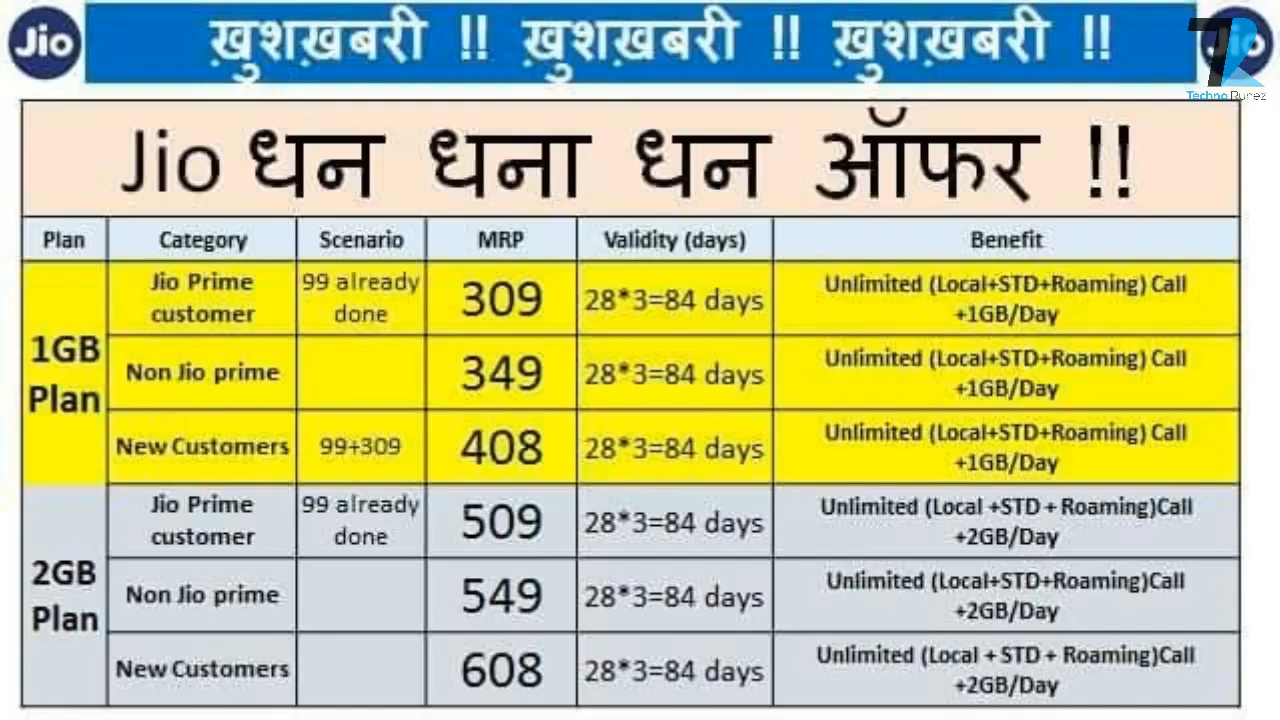 Jio ख़ुशख़बरी !! ख़ुशख़बरी !! ख़ुशख़बरी !! Jio
Techno Runez
Jio धन धना धन ऑफर !!
Plan Category Scenario MRP Validity (days) Benefit
1GB Plan
Jio Prime customer 99 already done 309 28*3=84 days Unlimited (Local+STD+Roaming) Call +1GB/Day
Non Jio prime 349 28*3=84 days Unlimited (Local+STD+Roaming) Call +1GB/Day
New Customers 99+309 408 28*3=84 days Unlimited (Local+STD+Roaming) Call +1GB/Day
2GB Plan
Jio Prime customer 99 already done 509 28*3=84 days Unlimited (Local +STD + Roaming)Call +2GB/Day
Non Jio prime 549 28*3=84 days Unlimited (Local+STD+Roaming)Call +2GB/Day
New Customers 608 28*3=84 days Unlimited (Local + STD + Roaming)Call +2GB/Day